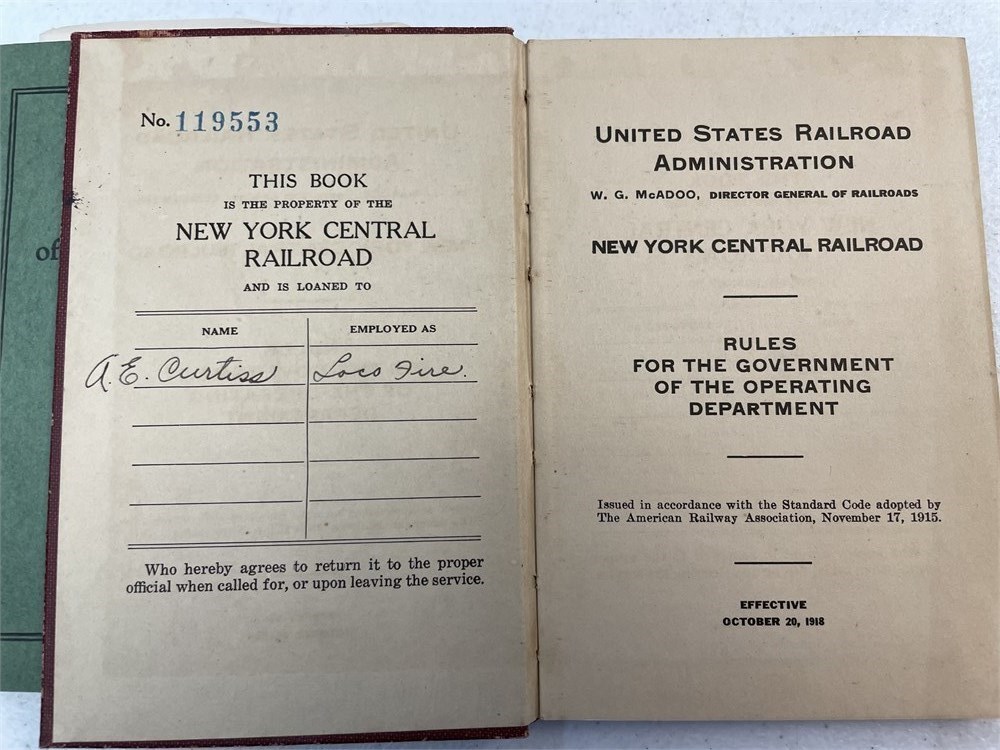 of
No. 119553
THIS BOOK
IS THE PROPERTY OF THE
NEW YORK CENTRAL
RAILROAD
AND IS LOANED TO
NAME EMPLOYED AS
A. E. Curtiss Loco Fire.
Who hereby agrees to return it to the proper
official when called for, or upon leaving the service.
UNITED STATES RAILROAD
ADMINISTRATION
W. G. McADOO, DIRECTOR GENERAL OF RAILROADS
NEW YORK CENTRAL RAILROAD
RULES
FOR THE GOVERNMENT
OF THE OPERATING
DEPARTMENT
Issued in accordance with the Standard Code adopted by
The American Railway Association, November 17, 1915.
EFFECTIVE
OCTOBER 20, 1918